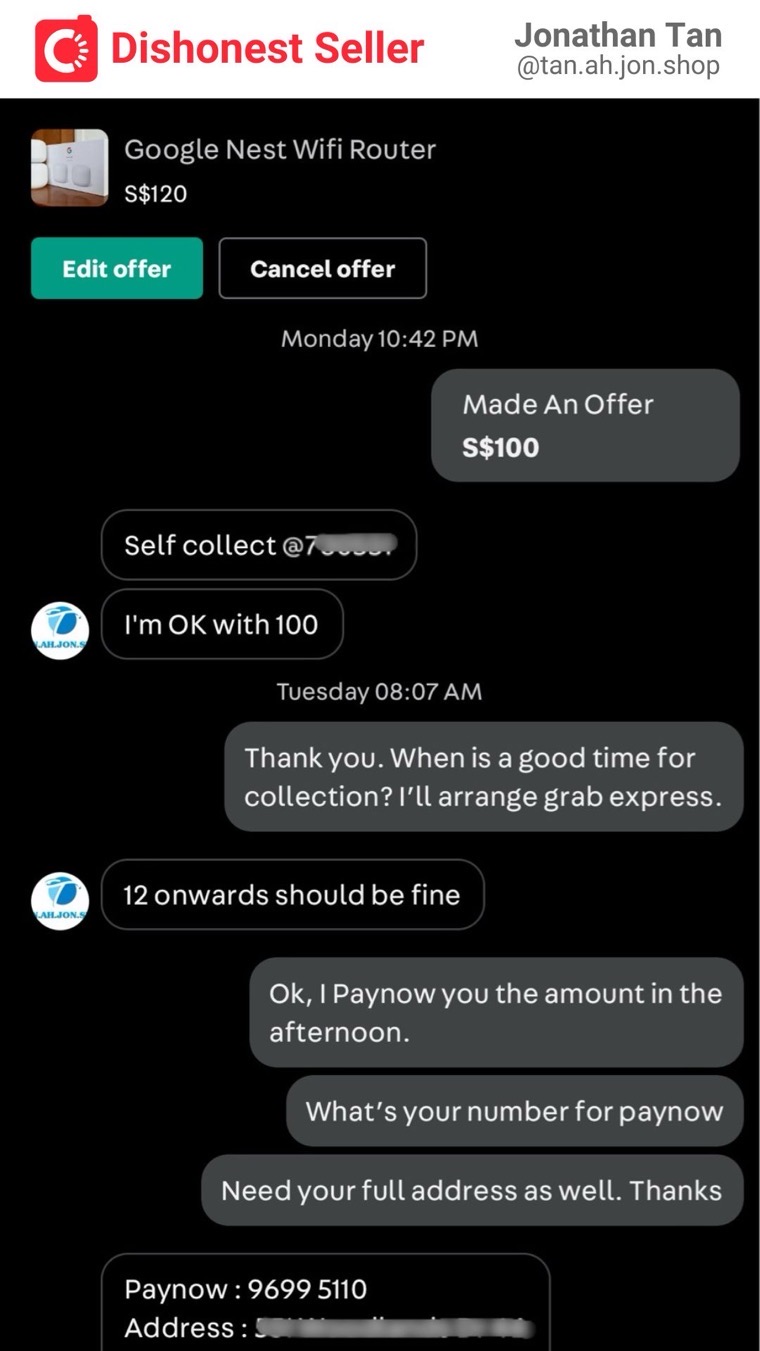 Dishonest Seller
Jonathan Tan
@tan.ah.jon.shop
Google Nest Wifi Router
S$120
Edit offer
Cancel offer
Monday 10:42 PM
Made An Offer
S$100
Self collect @7
I'm OK with 100
.AH.JON.S
Tuesday 08:07 AM
Thank you. When is a good time for
collection? I’ll arrange grab express.
12 onwards should be fine
.AH.JON.S
Ok, I Paynow you the amount in the
afternoon.
What’s your number for paynow
Need your full address as well. Thanks
Paynow : 9699 5110
Address :